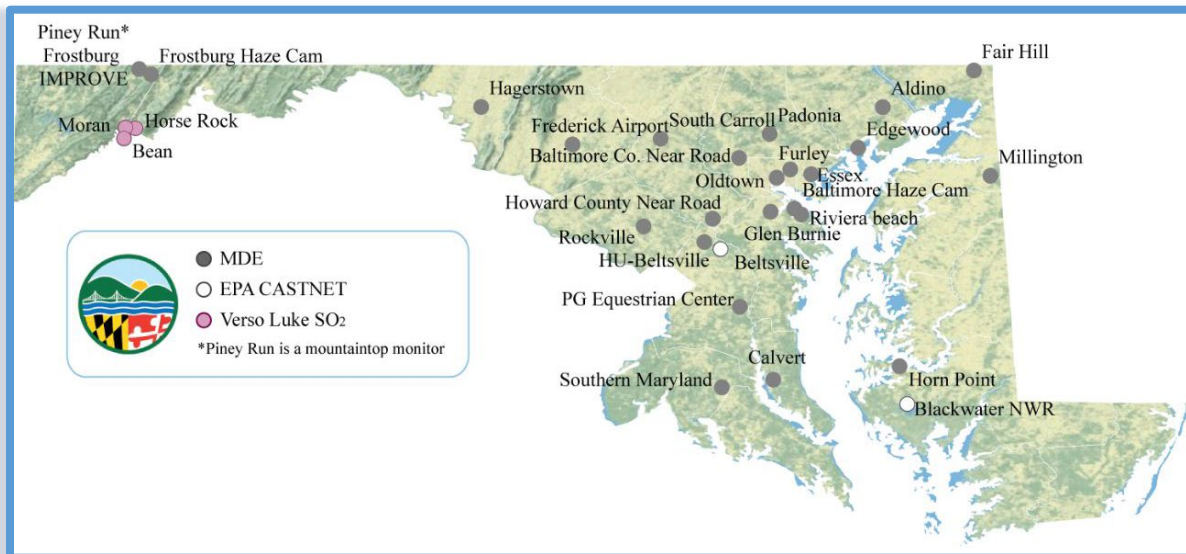 Piney Run*
Frostburg
IMPROVE
Frostburg Haze Cam
Fair Hill
Hagerstown
Aldino
Moran
Horse Rock
Bean
Frederick Airport
South Carroll
Padonia
Edgewood
Baltimore Co. Near Road
Furley
Millington
Oldtown
Essex
Baltimore Haze Cam
Howard County Near Road
Riviera beach
Rockville
Glen Burnie
HU-Beltsville
Beltsville
MDE
EPA CASTNET
Verso Luke SO₂
*Piney Run is a mountaintop monitor
PG Equestrian Center
Calvert
Southern Maryland
Horn Point
Blackwater NWR